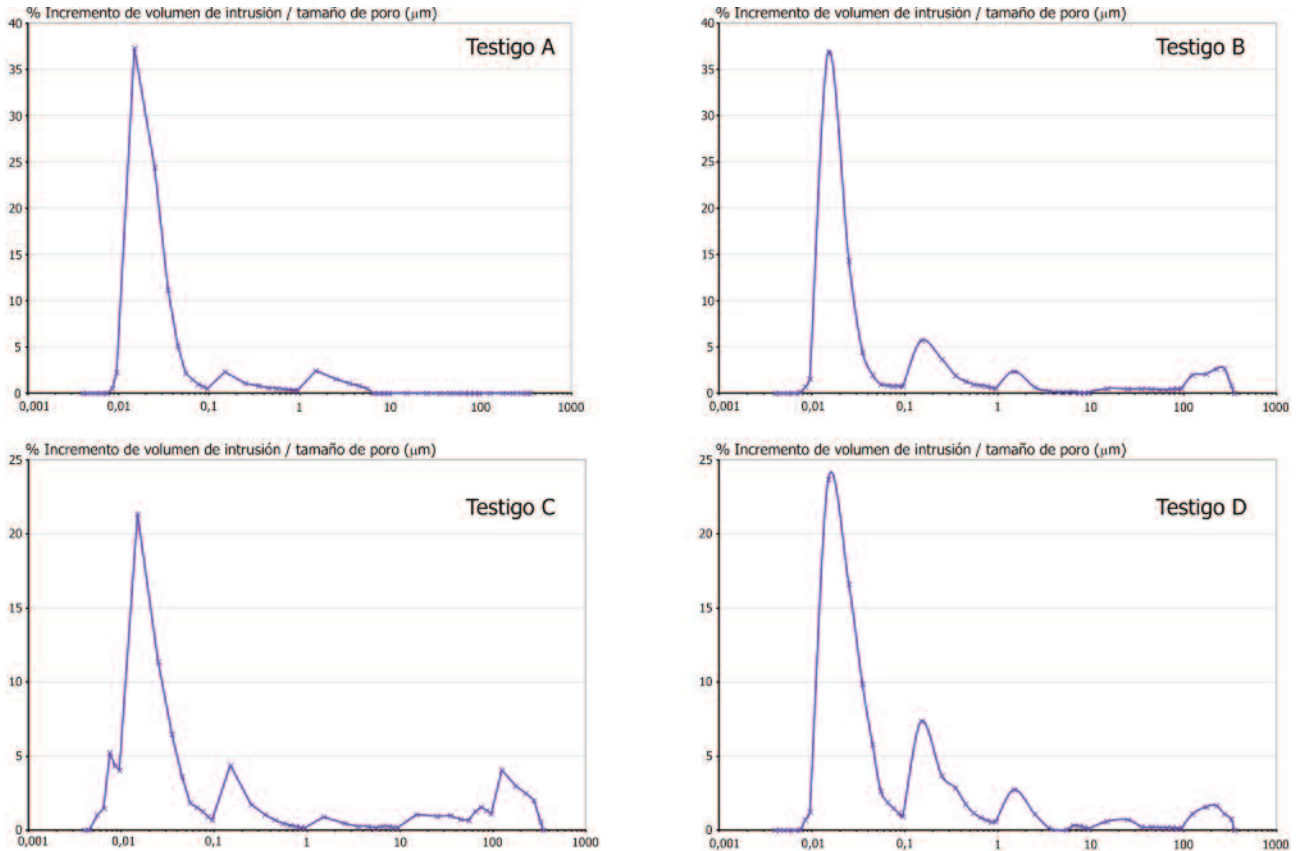 % Incremento de volumen de intrusión / tamaño de poro (μm)
Testigo A
40
35
30
25
20
15
10
5
0
0,001 0,01 0,1 1 10 100 1000
% Incremento de volumen de intrusión / tamaño de poro (μm)
Testigo B
40
35
30
25
20
15
10
5
0
0,001 0,01 0,1 1 10 100 1000
% Incremento de volumen de intrusión / tamaño de poro (μm)
Testigo C
25
20
15
10
5
0
0,001 0,01 0,1 1 10 100 1000
% Incremento de volumen de intrusión / tamaño de poro (μm)
Testigo D
25
20
15
10
5
0
0,001 0,01 0,1 1 10 100 1000